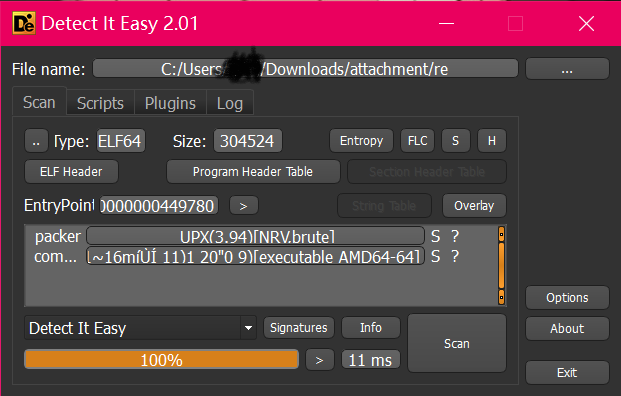 Detect It Easy 2.01
File name: C:/Users/ /Downloads/attachment/re ...
Scan Scripts Plugins Log
.. Type: ELF64 Size: 304524 Entropy FLC S H
ELF Header Program Header Table Section Header Table
EntryPoint 0000000449780 > String Table Overlay
packer UPX(3.94)[NRV,brute] S ?
com... 11)1 20"0 9)[executable AMD64-64] S ?
Options
Detect It Easy Signatures Info Scan About
100% > 11 ms Exit